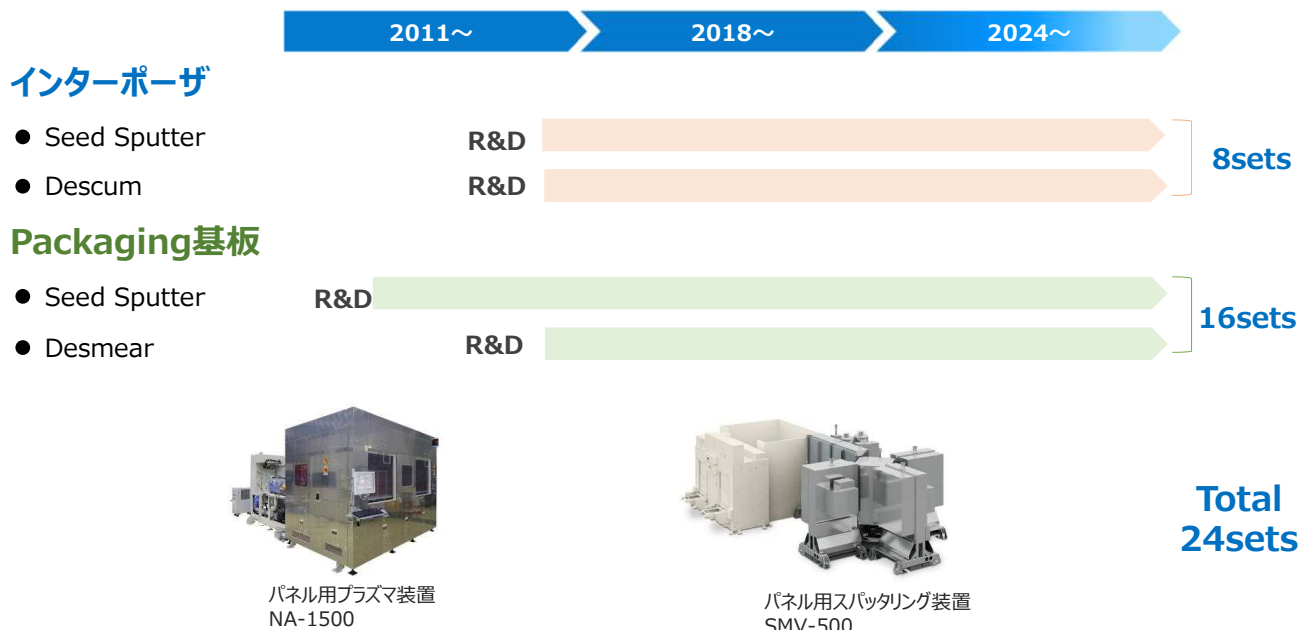 2011～ 2018～ 2024～
インターポーザ
● Seed Sputter R&D
8sets
● Descum R&D
Packaging基板
● Seed Sputter R&D
16sets
● Desmear R&D
Total
24sets
パネル用プラズマ装置
NA-1500
パネル用スパッタリング装置
SMV-500